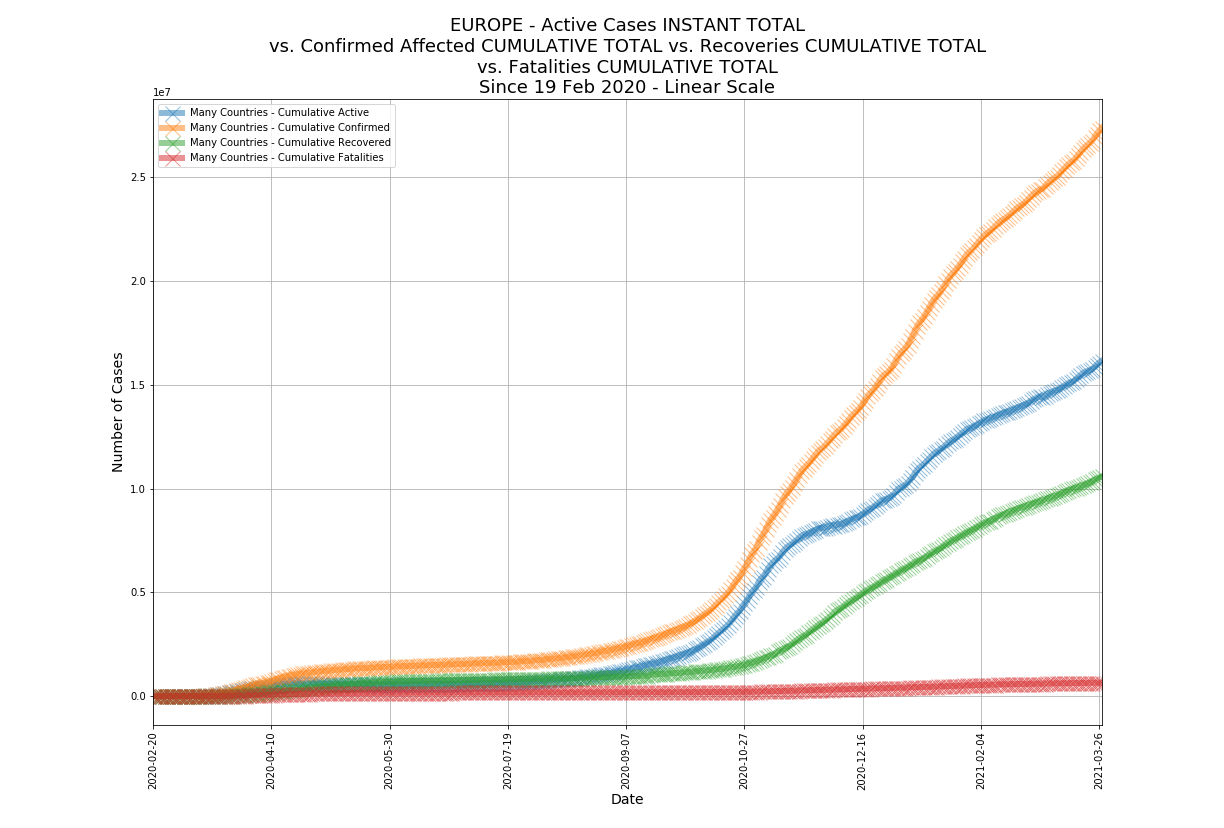 EUROPE - Active Cases INSTANT TOTAL
vs. Confirmed Affected CUMULATIVE TOTAL vs. Recoveries CUMULATIVE TOTAL
vs. Fatalities CUMULATIVE TOTAL
Since 19 Feb 2020 - Linear Scale
1e7
Many Countries - Cumulative Active
Many Countries - Cumulative Confirmed
Many Countries - Cumulative Recovered
Many Countries - Cumulative Fatalities
2.5
2.0
1.5
1.0
0.5
0.0
Number of Cases
2020-02-20
2020-04-10
2020-05-30
2020-07-19
2020-09-07
2020-10-27
2020-12-16
2021-02-04
2021-03-26
Date